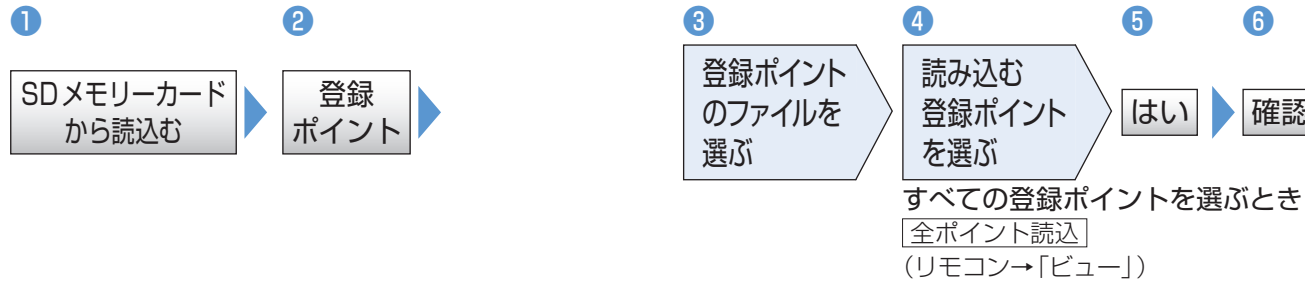 ❶
SDメモリーカード
から読込む
❷
登録
ポイント
❸
登録ポイント
のファイルを
選ぶ
❹
読み込む
登録ポイント
を選ぶ
❺
はい
❻
確認
すべての登録ポイントを選ぶとき
全ポイント読込
（リモコン→「ビュー」）